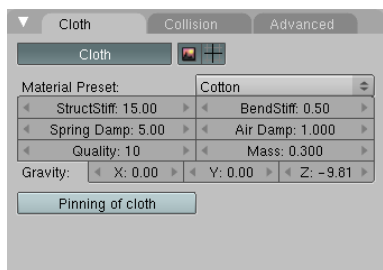 Cloth Collision Advanced
Cloth
Material Preset: Cotton
StructStiff: 15.00 BendStiff: 0.50
Spring Damp: 5.00 Air Damp: 1.000
Quality: 10 Mass: 0.300
Gravity: X: 0.00 Y: 0.00 Z: -9.81
Pinning of cloth